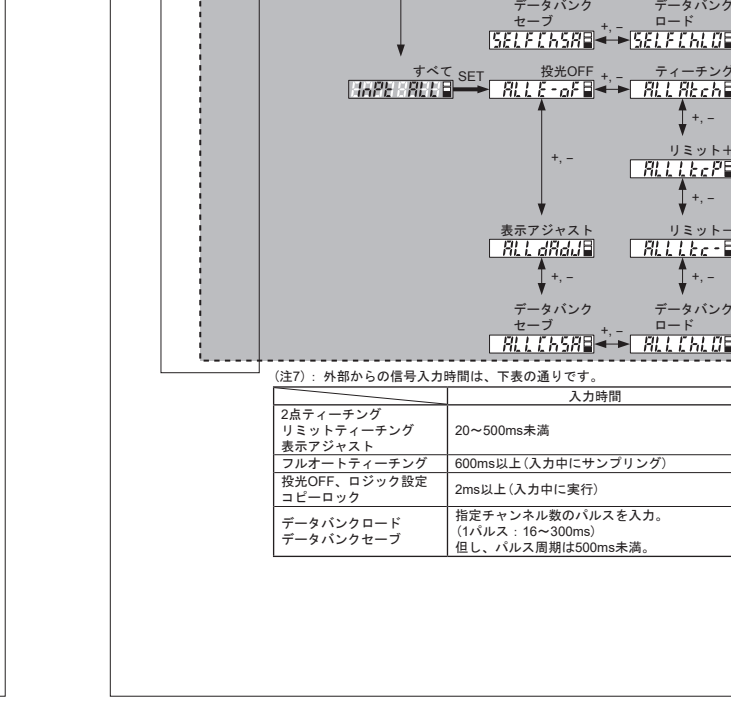 データバンク
セーブ
+, −
データバンク
ロード
SELF ChSA
SELF ChLO
すべて
SET
投光OFF
+, −
ティーチング
InPt ALL
ALL E-oF
ALL Atch
+, −
+, −
リミット+
ALL LtcP
+, −
表示アジャスト
リミット−
ALL dAdJ
ALL Ltc-
+, −
+, −
データバンク
セーブ
+, −
データバンク
ロード
ALL ChSA
ALL ChLO
(注7) : 外部からの信号入力時間は、下表の通りです。
入力時間
2点ティーチング
リミットティーチング
表示アジャスト
20～500ms未満
フルオートティーチング
600ms以上(入力中にサンプリング)
投光OFF、ロジック設定
コピーロック
2ms以上(入力中に実行)
データバンクロード
データバンクセーブ
指定チャンネル数のパルスを入力。
(1パルス : 16～300ms)
但し、パルス周期は500ms未満。